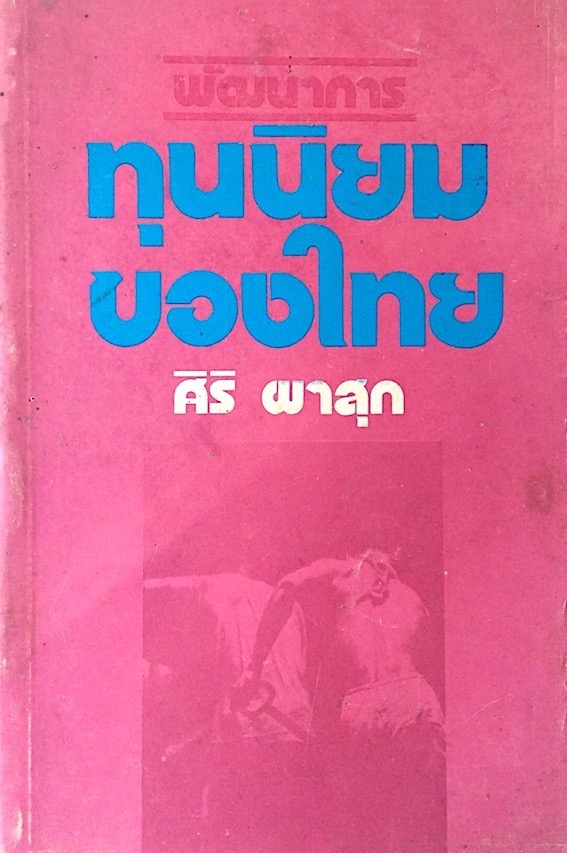 พัฒนาการ
ทุนนิยม
ของไทย
ศิริ ผาสุก